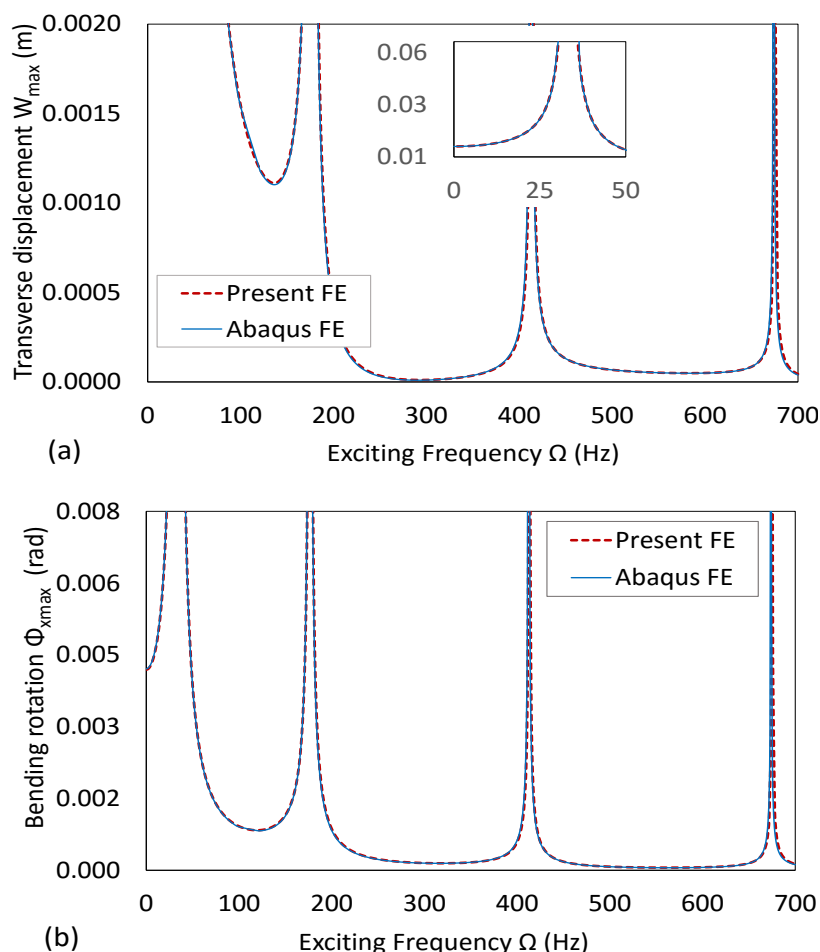 Transverse displacement Wmax (m)
0.0020
0.0015
0.0010
0.0005
0.0000
0.06
0.03
0.01
0 25 50
Present FE
Abaqus FE
0 100 200 300 400 500 600 700
(a)
Exciting Frequency Ω (Hz)
Bending rotation Φxmax (rad)
0.008
0.006
0.005
0.003
0.002
0.000
Present FE
Abaqus FE
0 100 200 300 400 500 600 700
(b)
Exciting Frequency Ω (Hz)